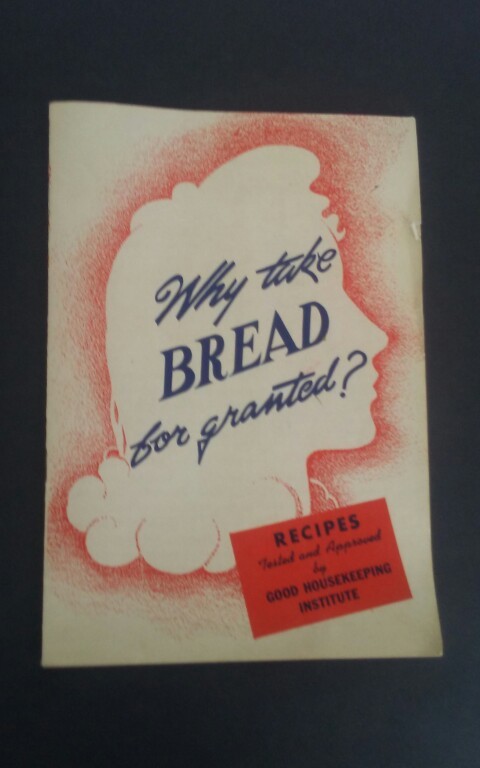 Why take
BREAD
for granted?
RECIPES
Tested and Approved
by
GOOD HOUSEKEEPING
INSTITUTE